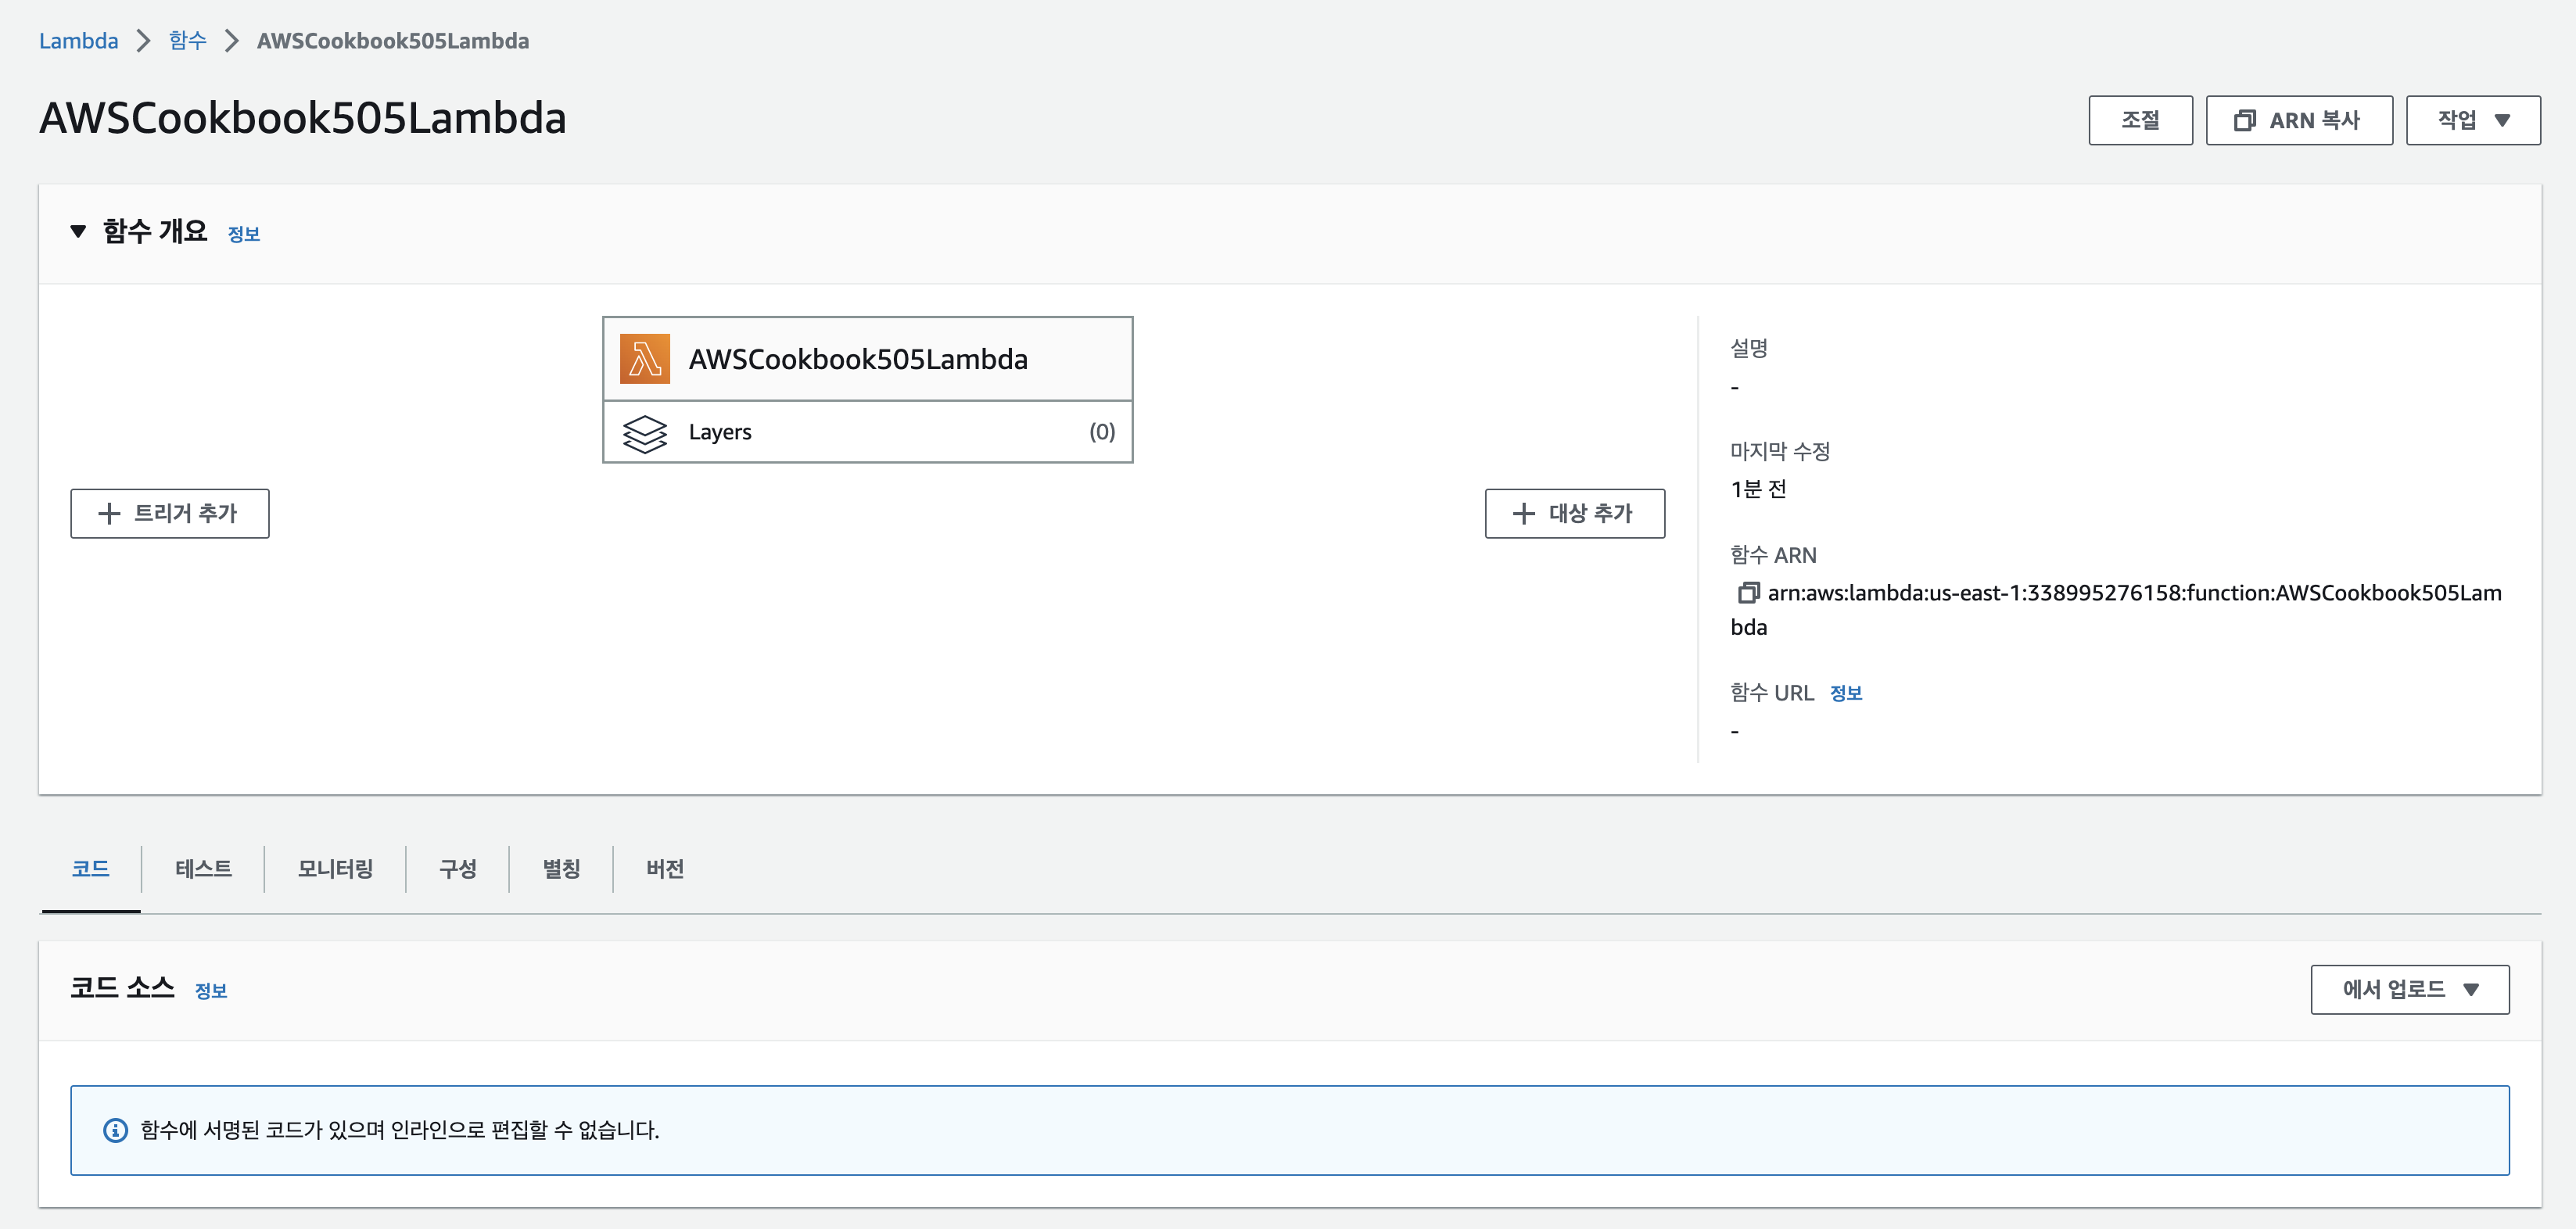 Lambda > 함수 > AWSCookbook505Lambda
AWSCookbook505Lambda
조절
ARN 복사
작업
함수 개요 정보
AWSCookbook505Lambda
Layers (0)
트리거 추가
대상 추가
설명
-
마지막 수정
1분 전
함수 ARN
arn:aws:lambda:us-east-1:338995276158:function:AWSCookbook505Lam
bda
함수 URL 정보
-
코드
테스트
모니터링
구성
별칭
버전
코드 소스 정보
에서 업로드
함수에 서명된 코드가 있으며 인라인으로 편집할 수 없습니다.